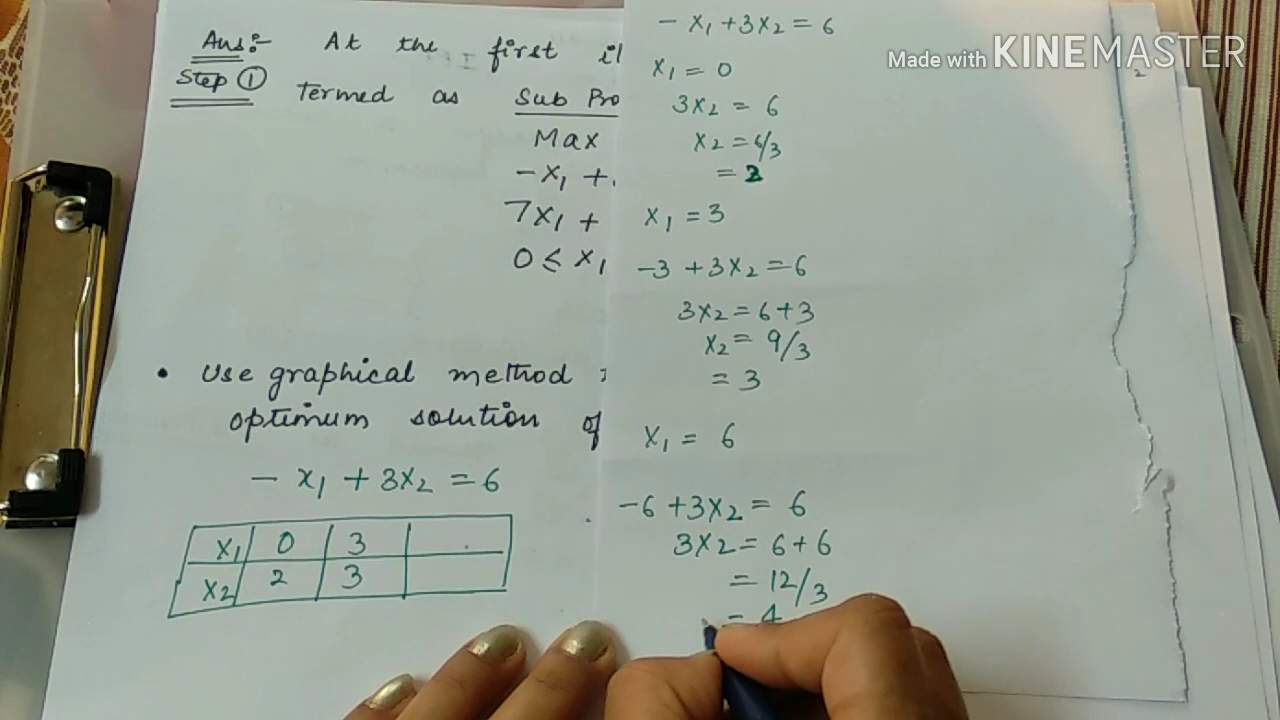 Ans:- At the first
Step ① termed as Sub
Max
-x₁ +
7x₁ +
0 ≤ x₁
• Use graphical method
optimum solution of
- x₁ + 3x₂ = 6
x₁ 0 3
x₂ 2 3
- x₁ + 3x₂ = 6
x₁ = 0
3x₂ = 6
x₂ = 6/3
= 2
x₁ = 3
-3 + 3x₂ = 6
3x₂ = 6 + 3
x₂ = 9/3
= 3
x₁ = 6
-6 + 3x₂ = 6
3x₂ = 6 + 6
= 12/3
= 4
Made with KINEMASTER
2